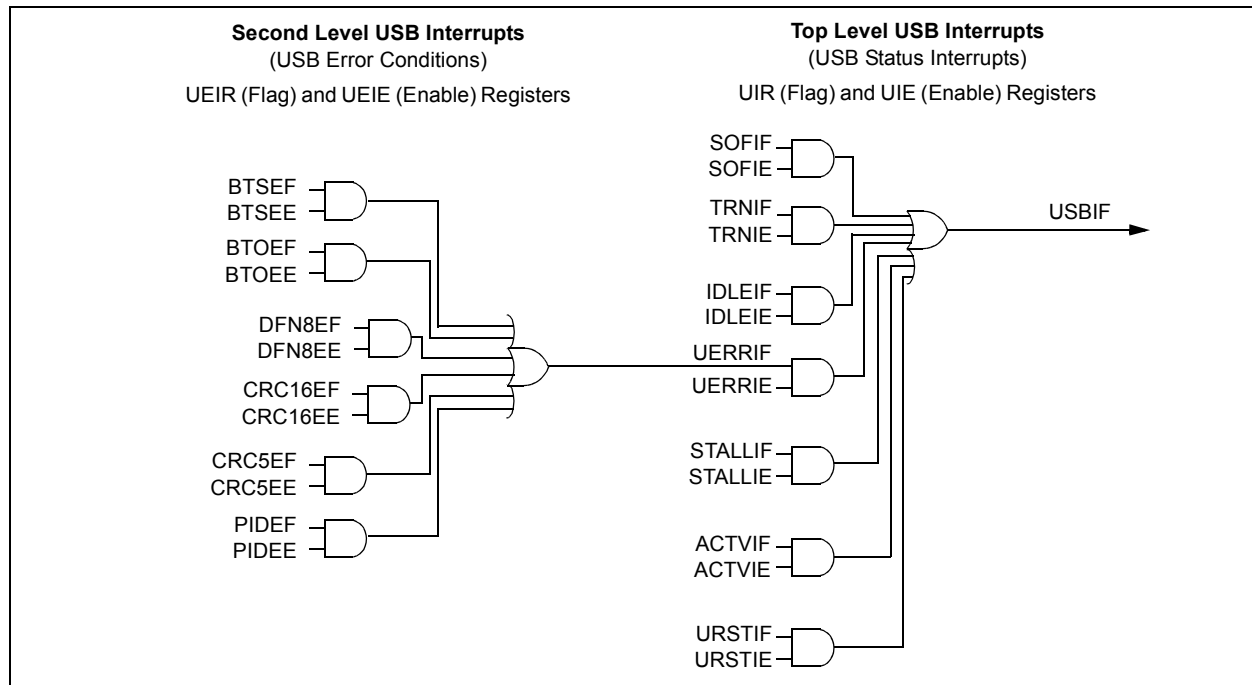 Second Level USB Interrupts
(USB Error Conditions)
UEIR (Flag) and UEIE (Enable) Registers
BTSEF
BTSEE
BTOEF
BTOEE
DFN8EF
DFN8EE
CRC16EF
CRC16EE
CRC5EF
CRC5EE
PIDEF
PIDEE
Top Level USB Interrupts
(USB Status Interrupts)
UIR (Flag) and UIE (Enable) Registers
SOFIF
SOFIE
TRNIF
TRNIE
IDLEIF
IDLEIE
UERRIF
UERRIE
STALLIF
STALLIE
ACTVIF
ACTVIE
URSTIF
URSTIE
USBIF